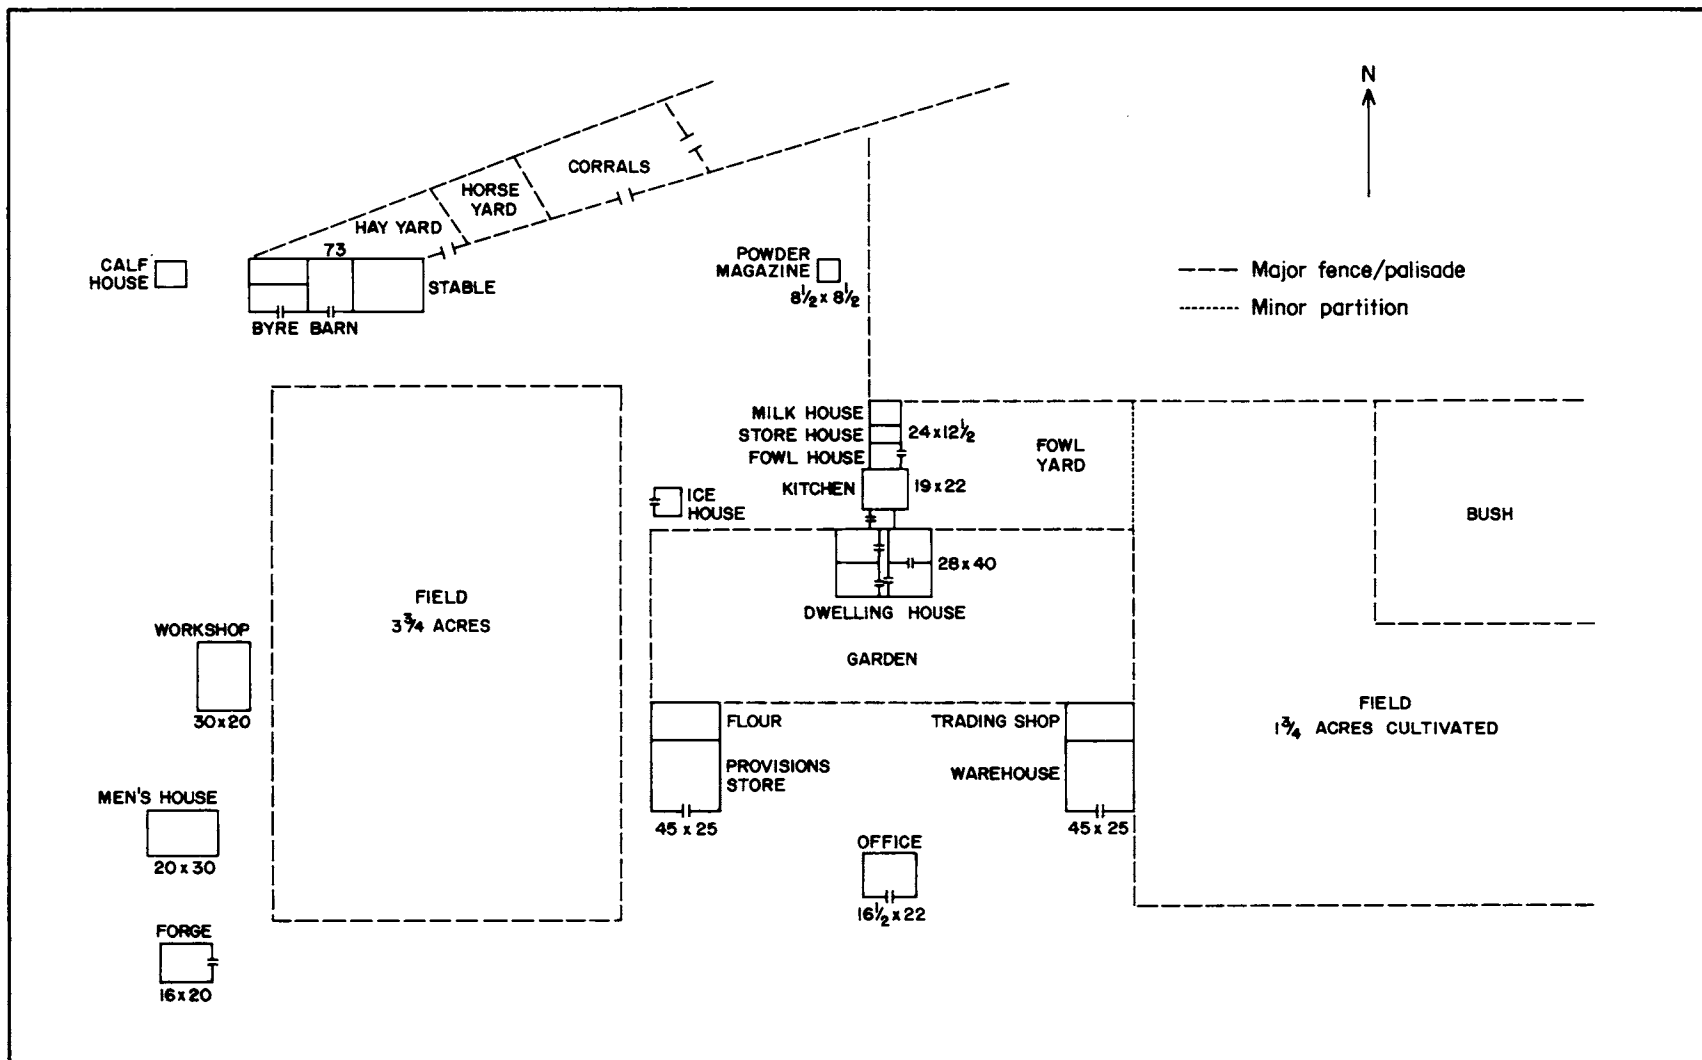 N
CORRALS
HORSE
YARD
HAY YARD
73
CALF
HOUSE
STABLE
BYRE BARN
POWDER
MAGAZINE
8½ x 8½
Major fence/palisade
Minor partition
MILK HOUSE
STORE HOUSE
24 x 12½
FOWL HOUSE
FOWL
YARD
KITCHEN
19 x 22
ICE
HOUSE
BUSH
28 x 40
DWELLING HOUSE
FIELD
3¾ ACRES
WORKSHOP
30 x 20
GARDEN
FLOUR
PROVISIONS
STORE
45 x 25
TRADING SHOP
WAREHOUSE
45 x 25
FIELD
1¾ ACRES CULTIVATED
MEN'S HOUSE
20 x 30
OFFICE
16½ x 22
FORGE
16 x 20